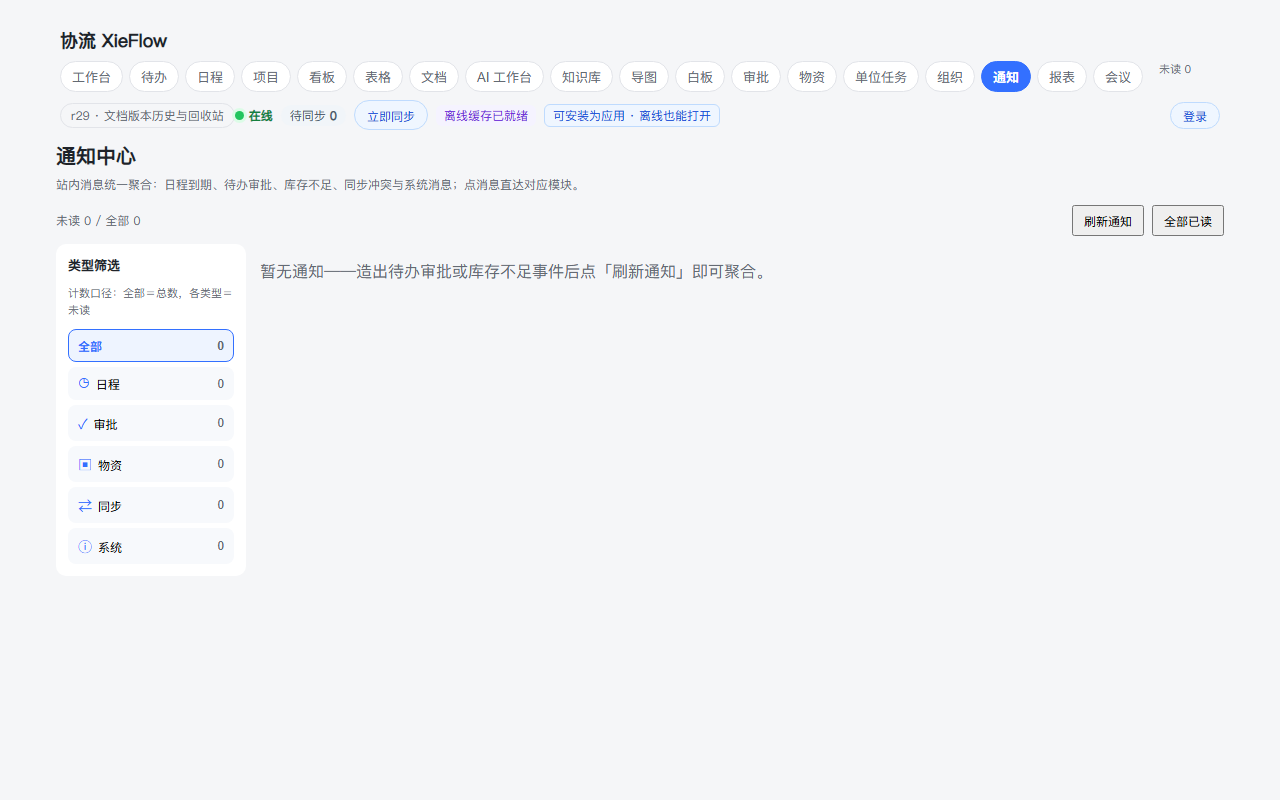 协流 XieFlow
工作台 待办 日程 项目 看板 表格 文档 AI 工作台 知识库 导图 白板 审批 物资 单位任务 组织 通知 报表 会议 未读 0
r29 · 文档版本历史与回收站 在线 待同步 0 立即同步 离线缓存已就绪 可安装为应用 · 离线也能打开 登录
通知中心
站内消息统一聚合：日程到期、待办审批、库存不足、同步冲突与系统消息；点消息直达对应模块。
未读 0 / 全部 0 刷新通知 全部已读
类型筛选
暂无通知——造出待办审批或库存不足事件后点「刷新通知」即可聚合。
计数口径：全部＝总数，各类型＝
未读
全部 0
日程 0
✓ 审批 0
物资 0
⇄ 同步 0
ⓘ 系统 0